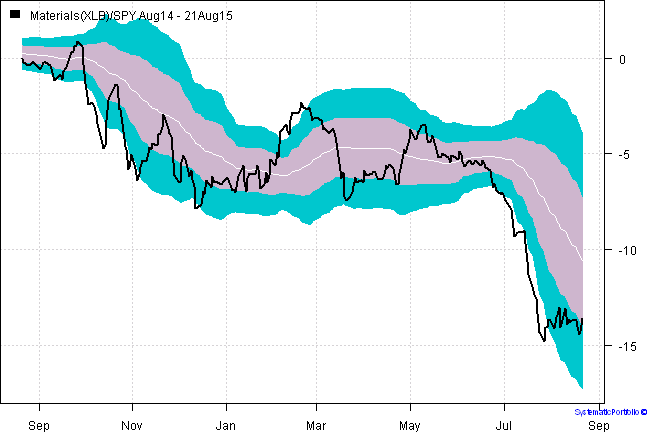 Materials(XLB)/SPY Aug14 - 21Aug15
0
-5
-10
-15
SystematicPortfolio ©
Sep Nov Jan Mar May Jul Sep